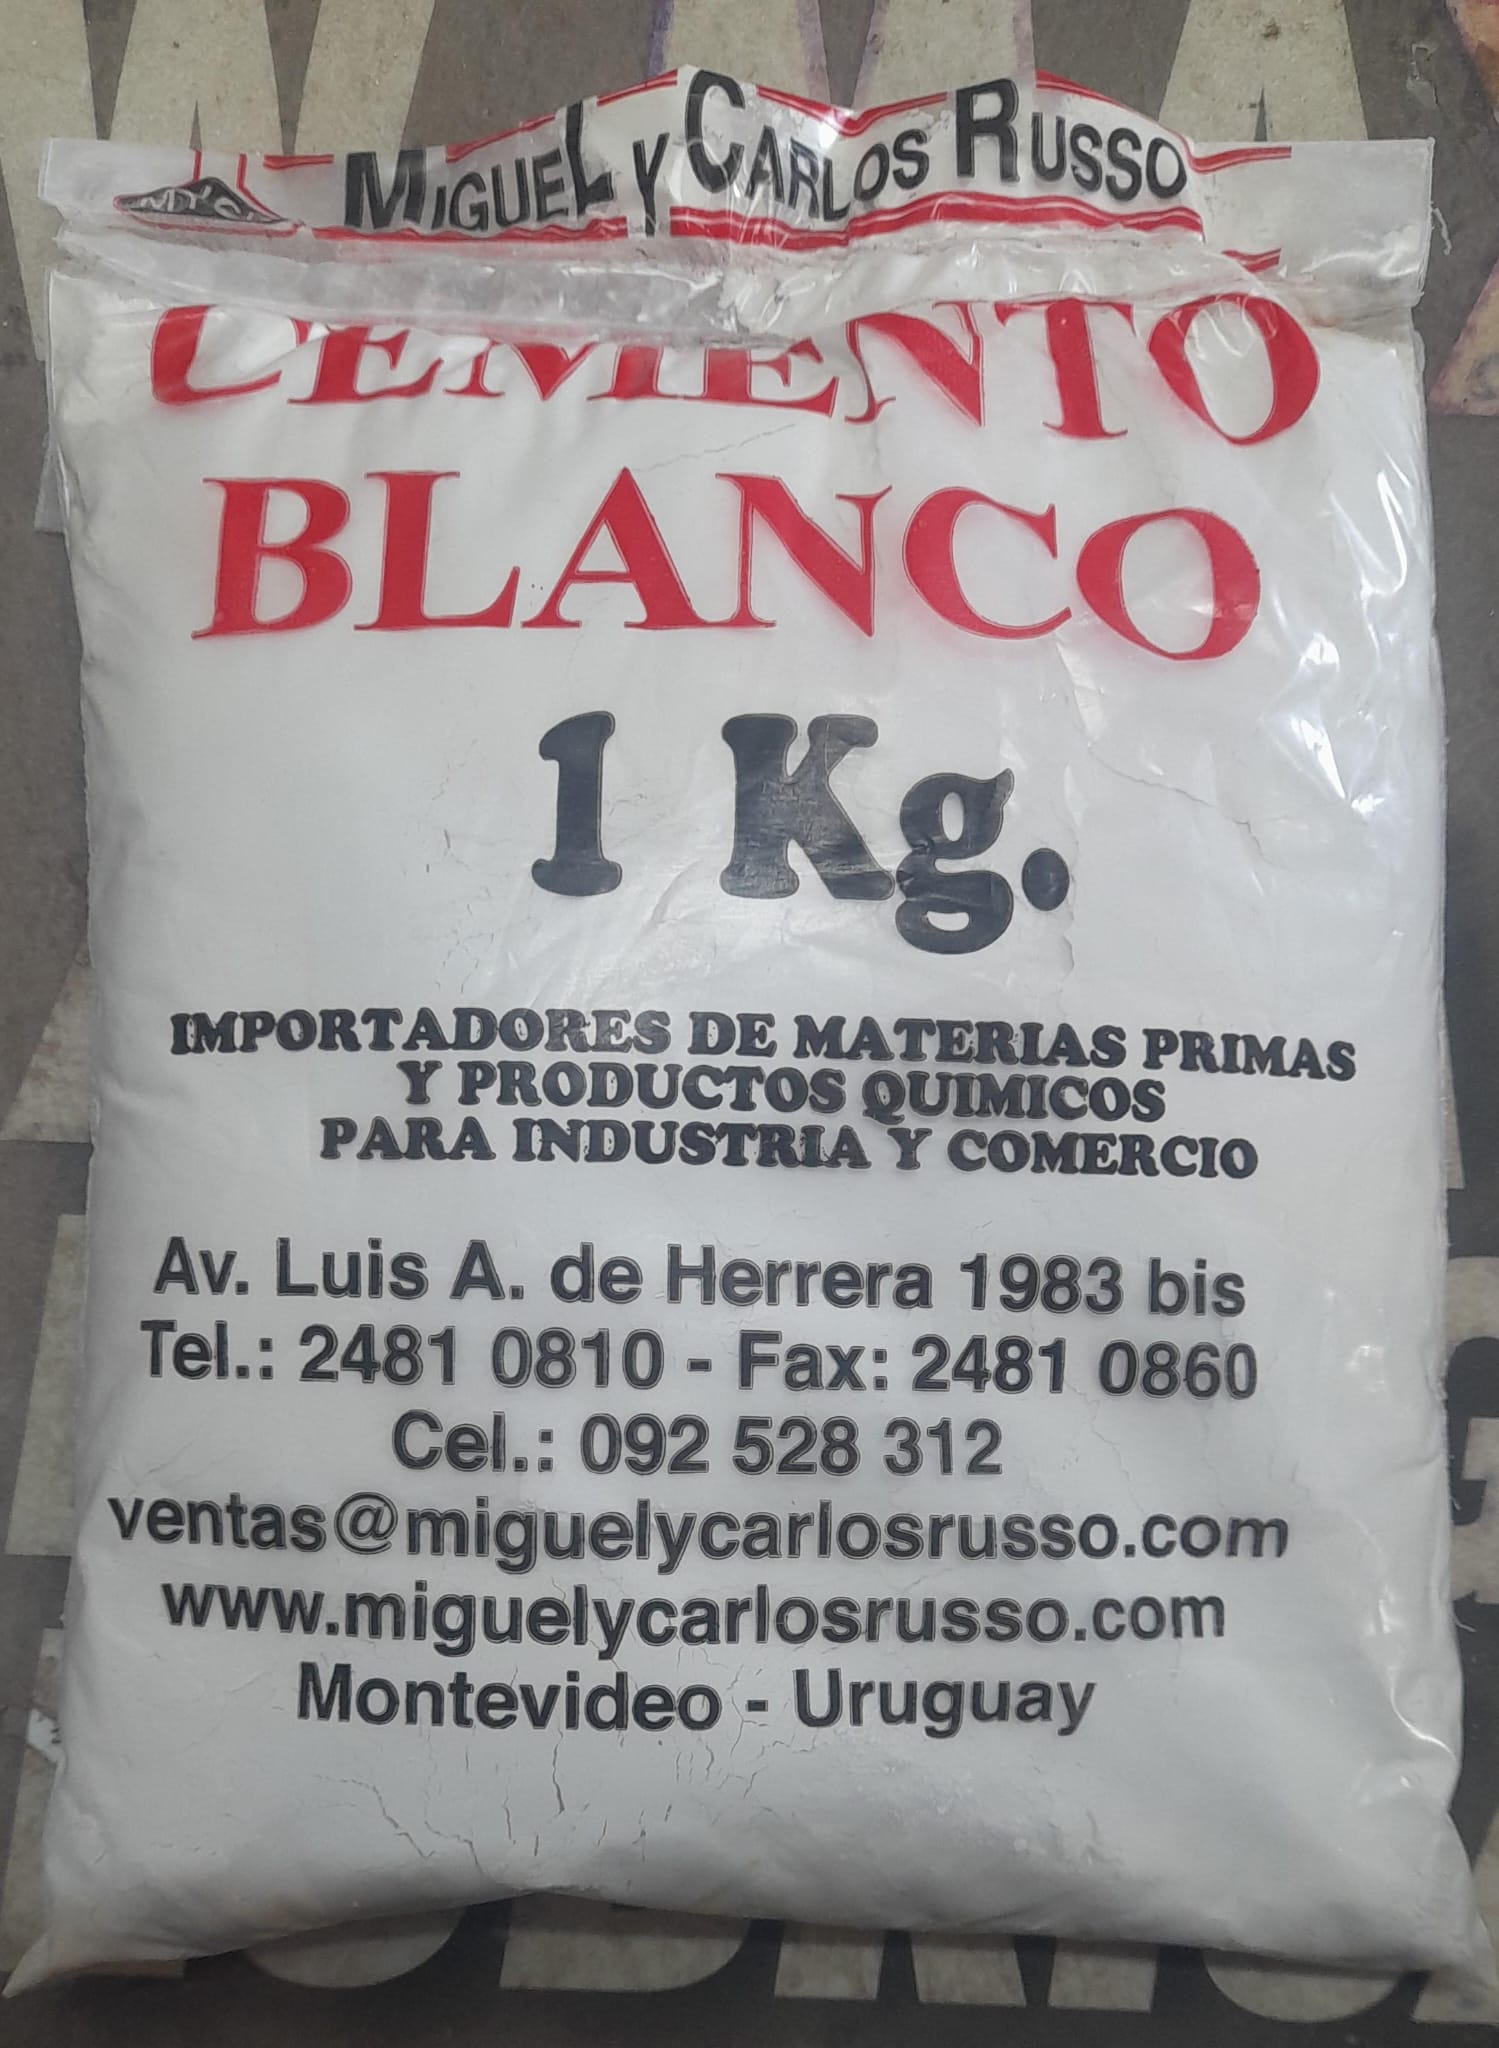 MYC
MIGUEL Y CARLOS RUSSO
CEMENTO
BLANCO
1 Kg.
IMPORTADORES DE MATERIAS PRIMAS
Y PRODUCTOS QUIMICOS
PARA INDUSTRIA Y COMERCIO
Av. Luis A. de Herrera 1983 bis
Tel.: 2481 0810 - Fax: 2481 0860
Cel.: 092 528 312
ventas@miguelycarlosrusso.com
www.miguelycarlosrusso.com
Montevideo - Uruguay